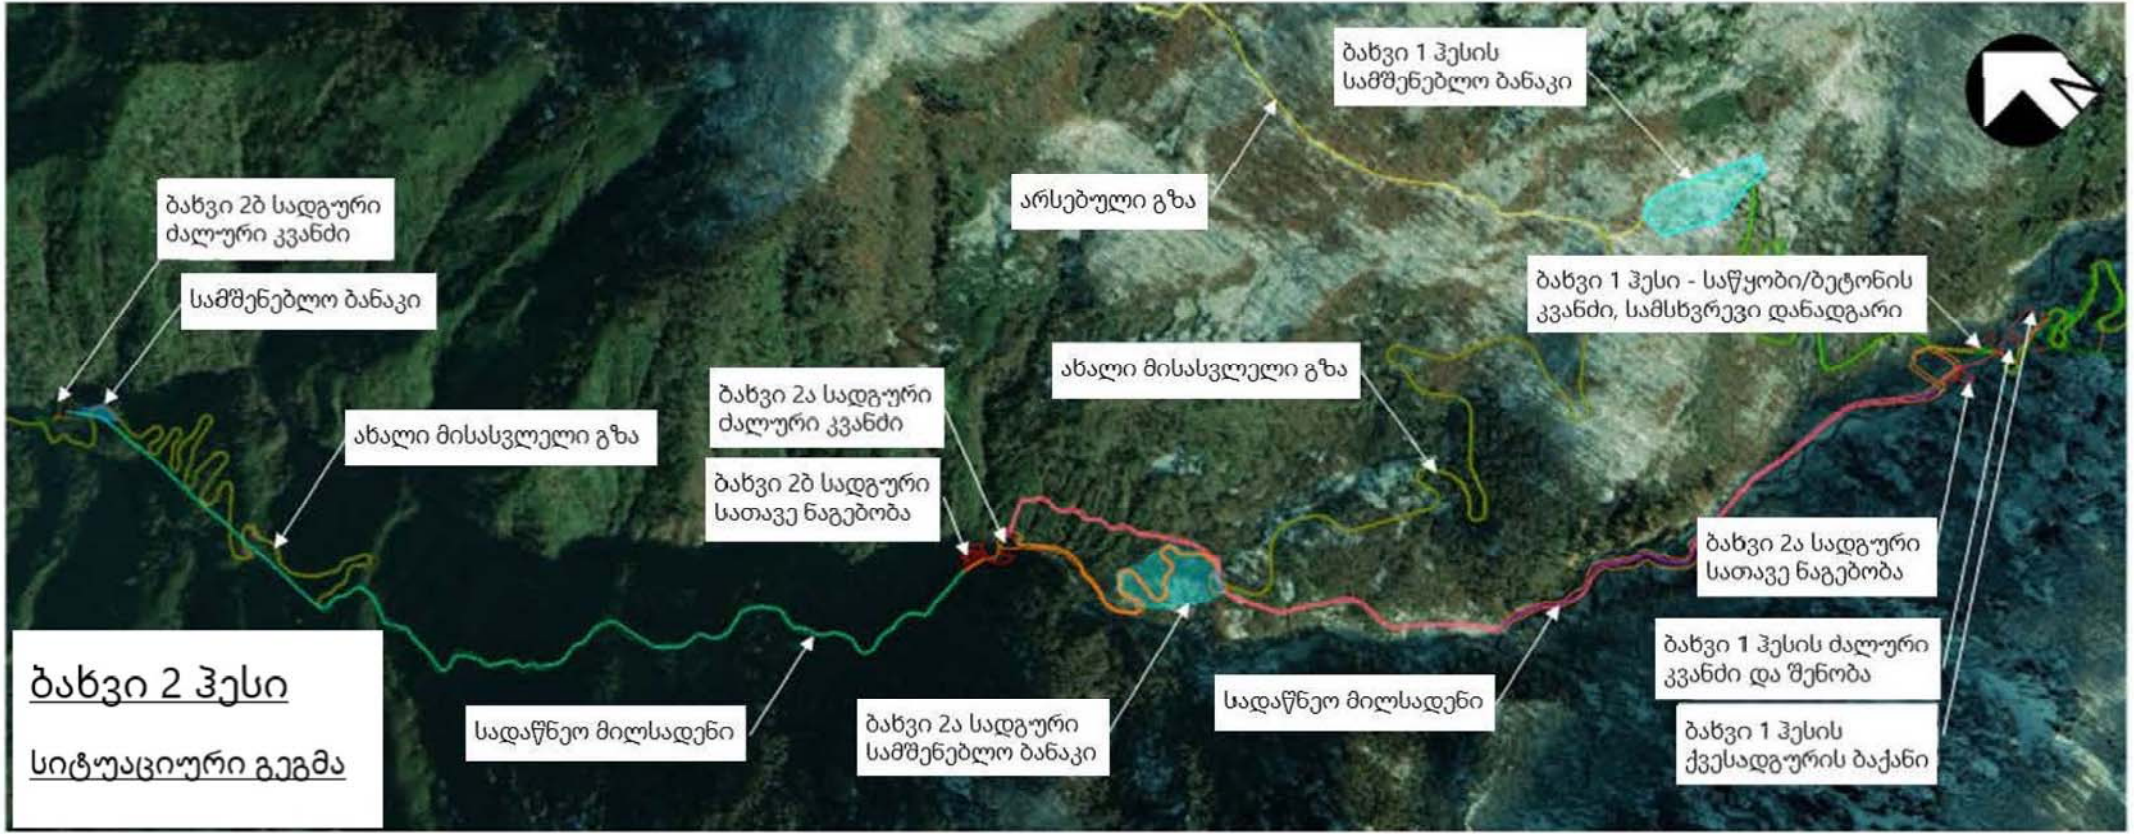 ბახვი 1 ჰესის
სამშენებლო ბანაკი
ბახვი 2ბ სადგური
ძალური კვანძი
არსებული გზა
სამშენებლო ბანაკი
ბახვი 1 ჰესი - საწყობი/ბეტონის
კვანძი, სამსხვრევი დანადგარი
ახალი მისასვლელი გზა
ბახვი 2ა სადგური
ძალური კვანძი
ახალი მისასვლელი გზა
ბახვი 2ბ სადგური
სათავე ნაგებობა
ბახვი 2ა სადგური
სათავე ნაგებობა
ბახვი 1 ჰესის ძალური
კვანძი და შენობა
ბახვი 2 ჰესი
სიტუაციური გეგმა
სადაწნეო მილსადენი
ბახვი 2ა სადგური
სამშენებლო ბანაკი
სადაწნეო მილსადენი
ბახვი 1 ჰესის
ქვესადგურის ბაქანი